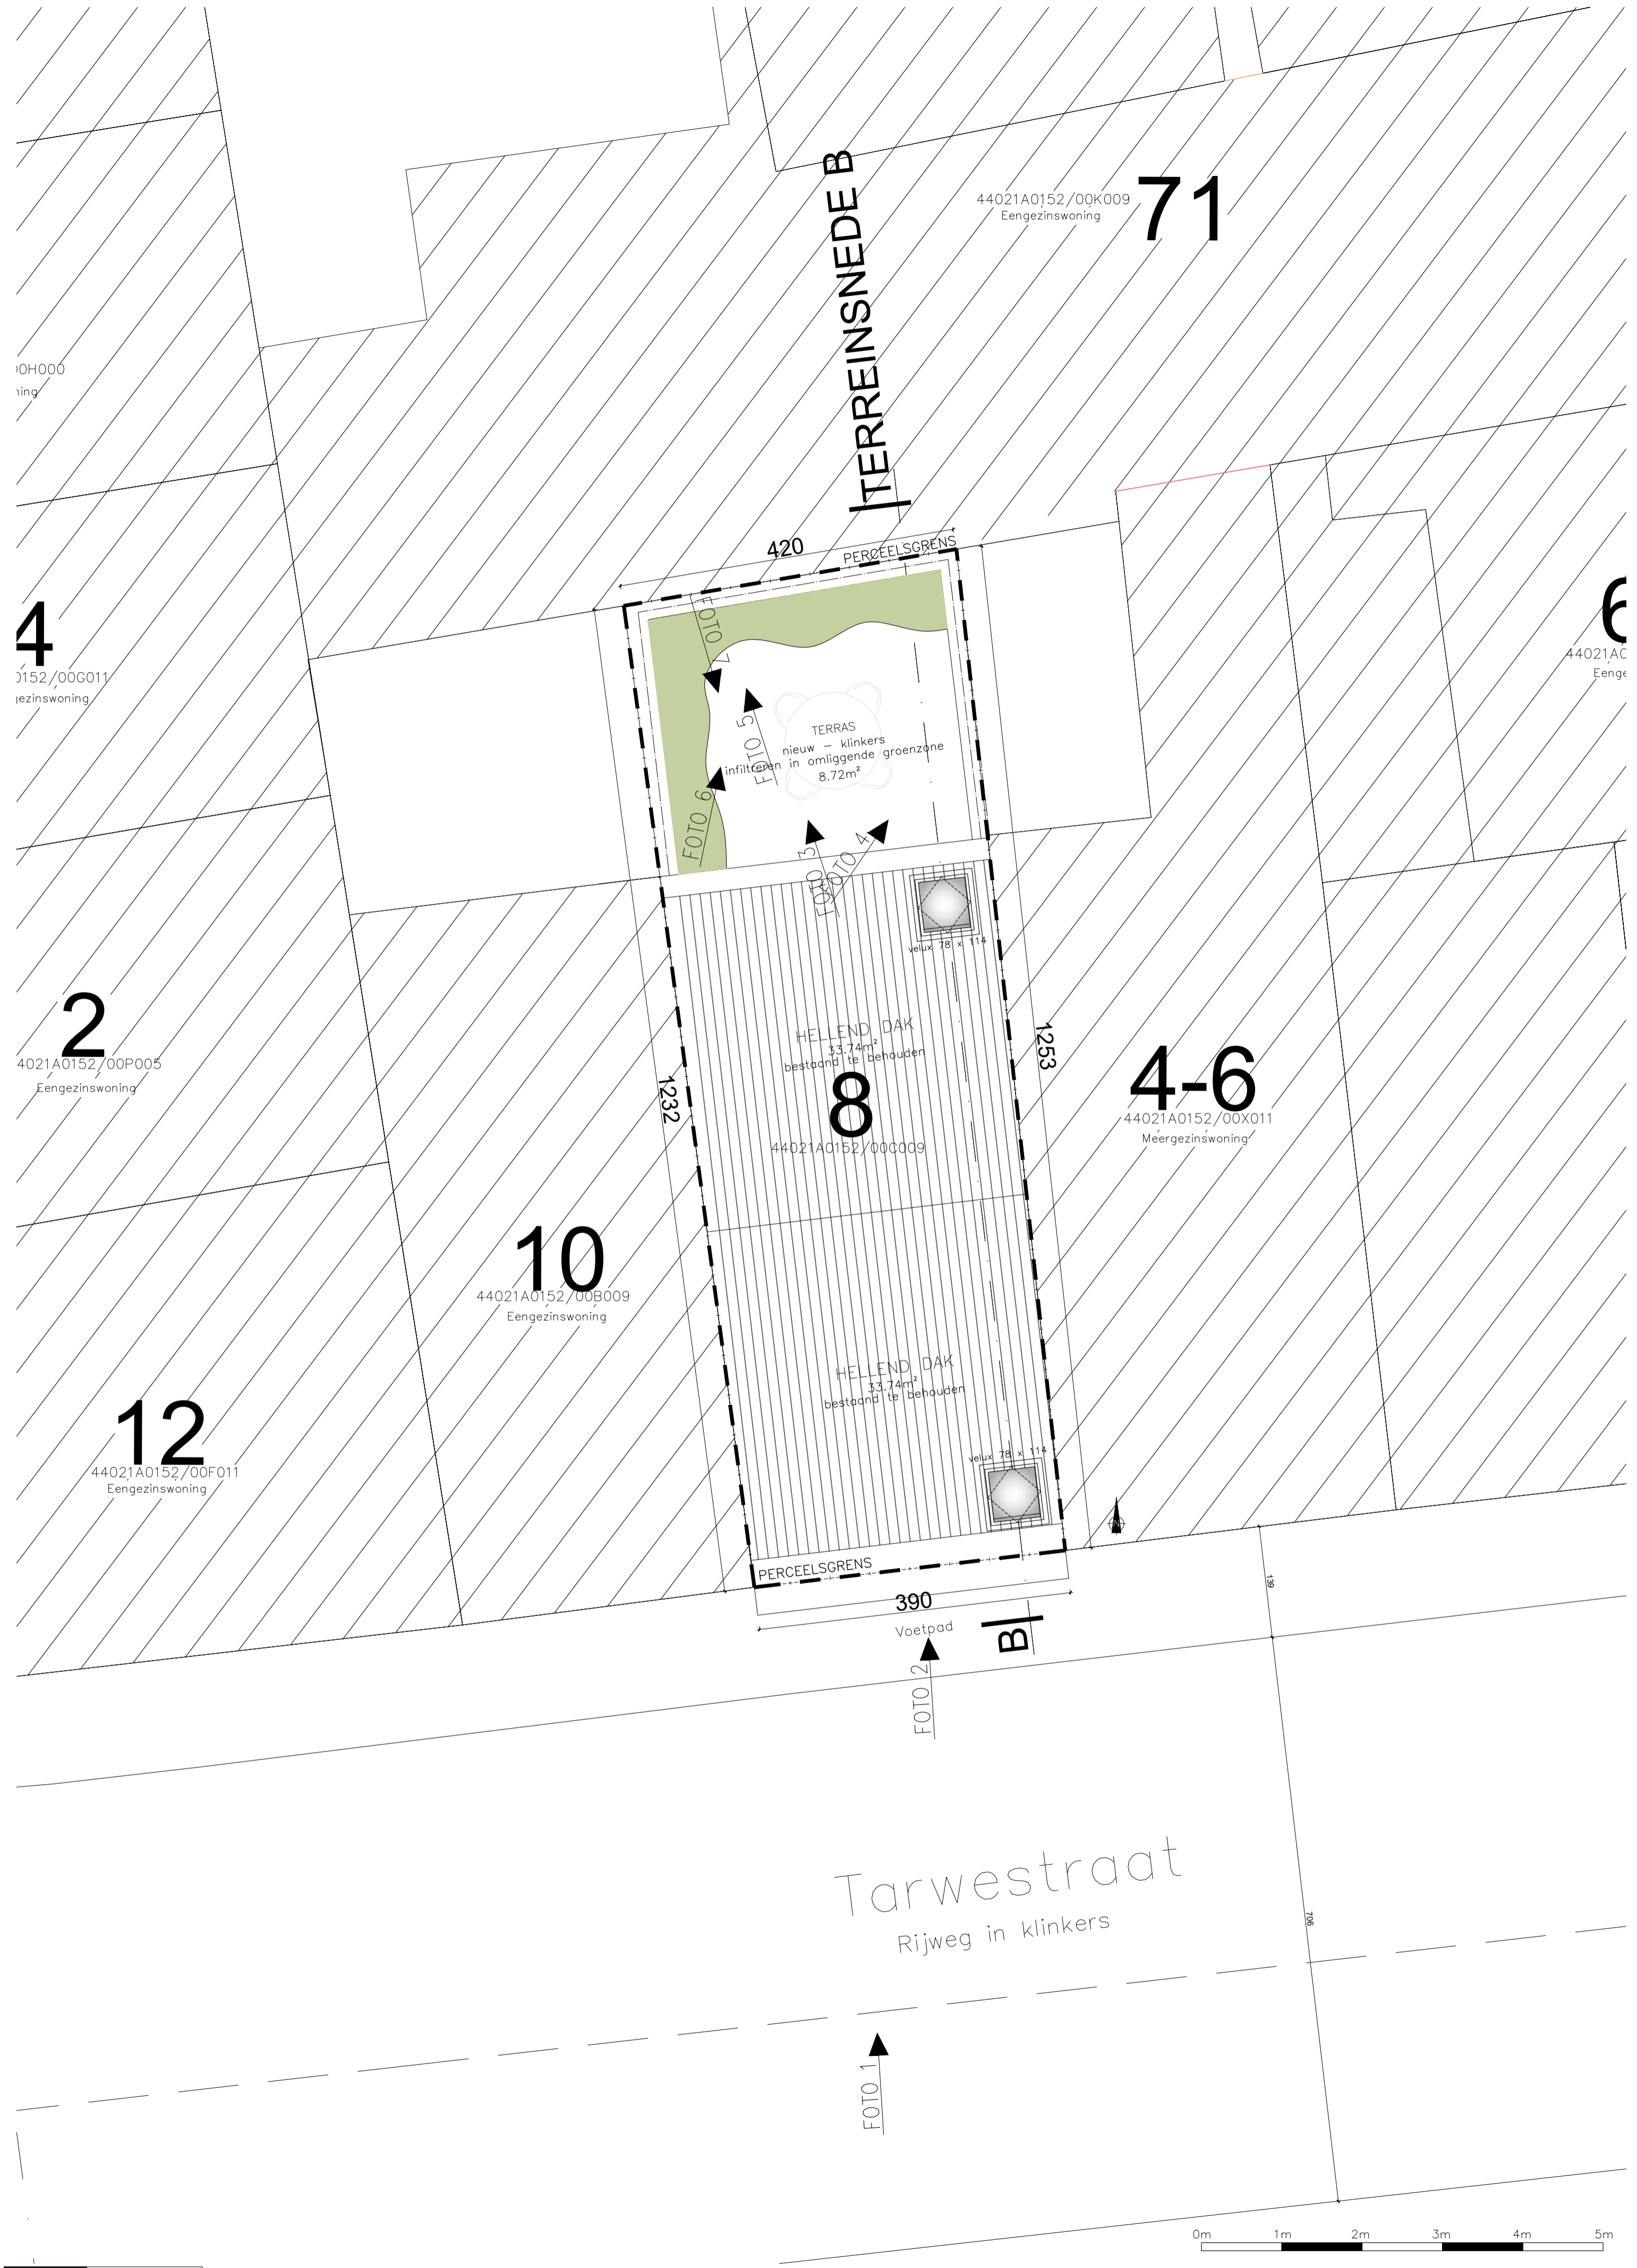 TERREINSNEDE B
44021A0152/00K009
Eengezinswoning
71
00H000
ning
420
PERCEELSGRENS
4
0152/00G011
gezinswoning
44021A0
Eenge
FOTO 7
FOTO 5
FOTO 6
TERRAS
nieuw – klinkers
infiltreren in omliggende groenzone
8.72m²
FOTO 3
FOTO 4
velux 78 x 114
2
4021A0152/00P005
Eengezinswoning
HELLEND DAK
33.74m²
bestaand te behouden
8
44021A0152/00C009
1232
1253
4-6
44021A0152/00X011
Meergezinswoning
10
44021A0152/00B009
Eengezinswoning
HELLEND DAK
33.74m²
bestaand te behouden
12
44021A0152/00F011
Eengezinswoning
velux 78 x 114
N
PERCEELSGRENS
390
Voetpad
B
139
FOTO 2
Tarwestraat
Rijweg in klinkers
706
FOTO 1
0m 1m 2m 3m 4m 5m